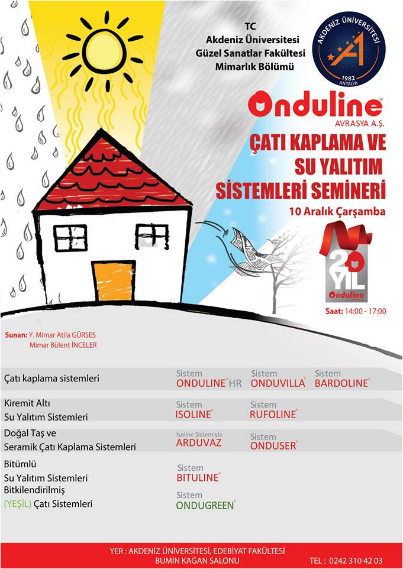 TC
Akdeniz Üniversitesi
Güzel Sanatlar Fakültesi
Mimarlık Bölümü
AKDENİZ ÜNİVERSİTESİ
1982
ANTALYA
Onduline
AVRASYA A.Ş.
ÇATI KAPLAMA VE
SU YALITIM
SİSTEMLERİ SEMİNERİ
10 Aralık Çarşamba
20
YIL
Onduline
Saat: 14:00 - 17:00
Sunan: Y. Mimar Atila GÜRSES
Mimar Bülent İNCELER
Çatı kaplama sistemleri
Sistem ONDULINE HR
Sistem ONDUVILLA
Sistem BARDOLINE
Kiremit Altı
Su Yalıtım Sistemleri
Sistem ISOLINE
Sistem RUFOLINE
Doğal Taş ve
Seramik Çatı Kaplama Sistemleri
Isoline Sistemiyle ARDUVAZ
Sistem ONDUSER
Bitümlü
Su Yalıtım Sistemleri
Sistem BITULINE
Bitkilendirilmiş
(YEŞİL) Çatı Sistemleri
Sistem ONDUGREEN
YER : AKDENİZ ÜNİVERSİTESİ, EDEBİYAT FAKÜLTESİ
BUMIN KAĞAN SALONU
TEL : 0242 310 42 03